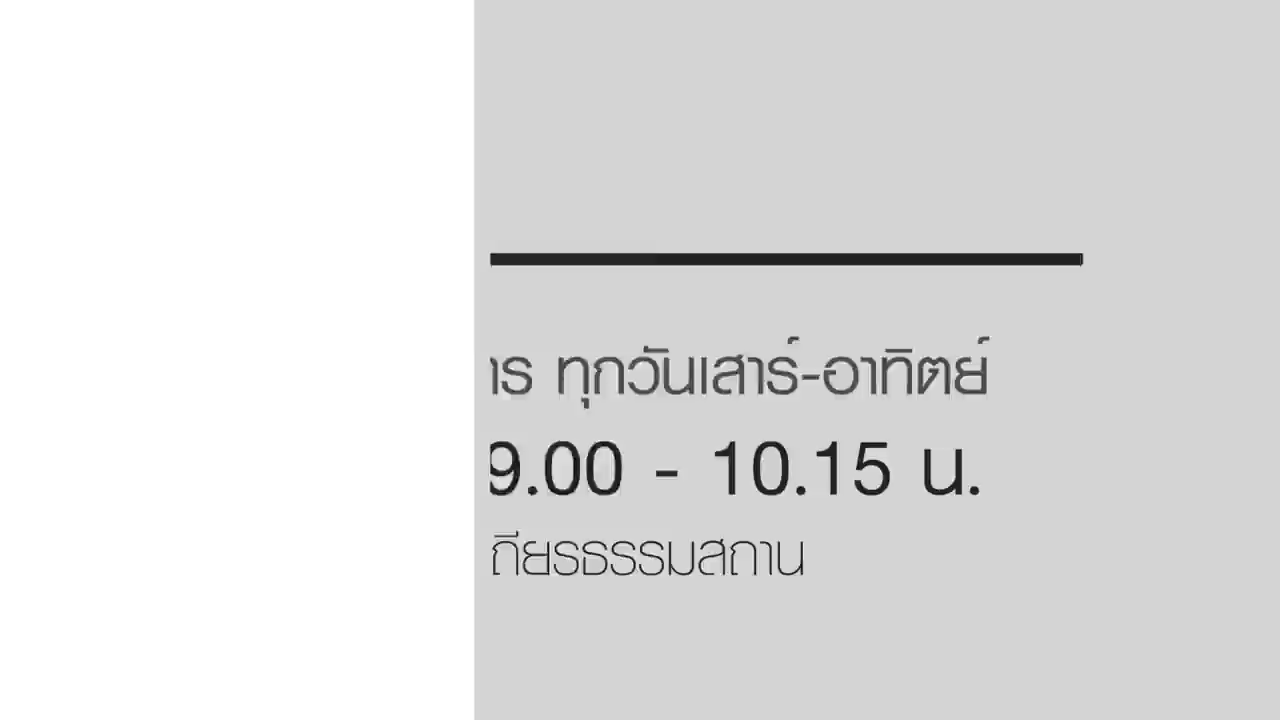 าร ทุกวันเสาร์-อาทิตย์
9.00 - 10.15 น.
ถียรธรรมสถาน